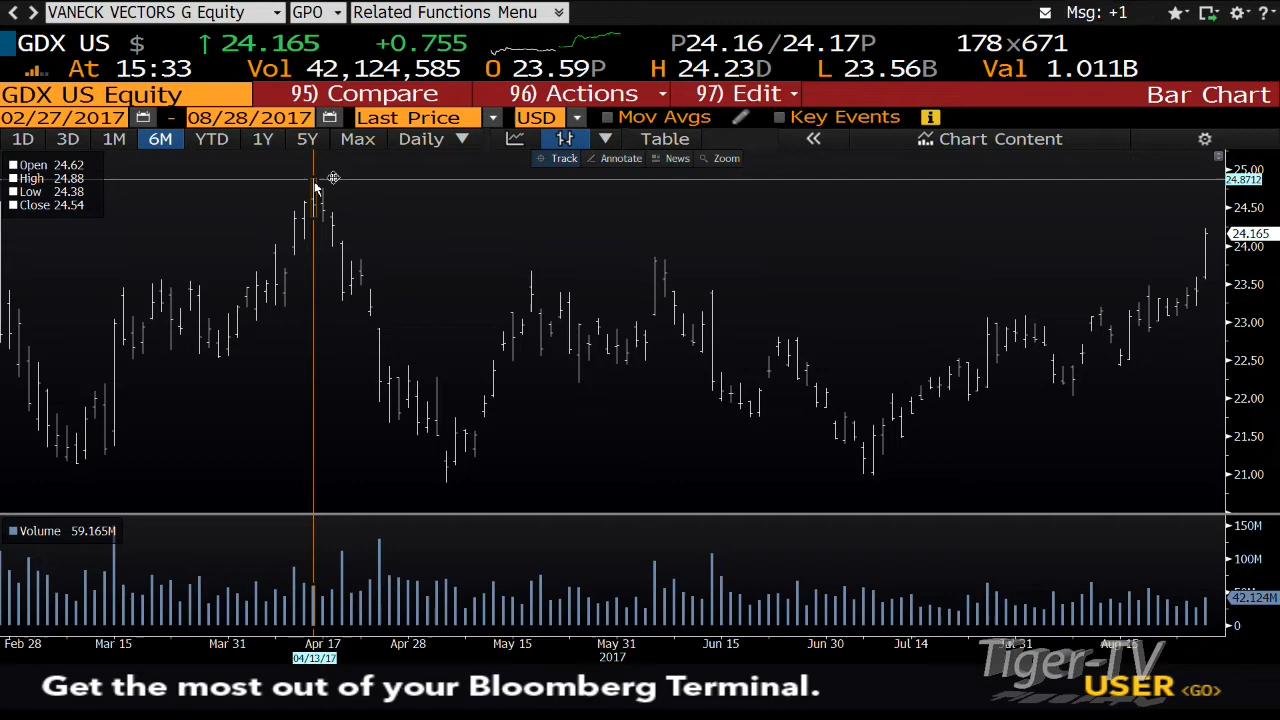 VANECK VECTORS G Equity GPO Related Functions Menu Msg: +1
GDX US $ ↑ 24.165 +0.755 P24.16/24.17P 178x671
At 15:33 Vol 42,124,585 O 23.59P H 24.23D L 23.56B Val 1.011B
GDX US Equity 95) Compare 96) Actions 97) Edit Bar Chart
02/27/2017 - 08/28/2017 Last Price USD Mov Avgs Key Events
1D 3D 1M 6M YTD 1Y 5Y Max Daily Table « Chart Content
Track Annotate News Zoom
Open 24.62
High 24.88
Low 24.38
Close 24.54
25.00
24.8712
24.50
24.165
24.00
23.50
23.00
22.50
22.00
21.50
21.00
Volume 59.165M
150M
100M
42.124M
0
Feb 28 Mar 15 Mar 31 Apr 17 Apr 28 May 15 May 31 Jun 15 Jun 30 Jul 14 Jul 31 Aug 15
04/13/17 2017
Tiger-TV
Get the most out of your Bloomberg Terminal. USER <GO>